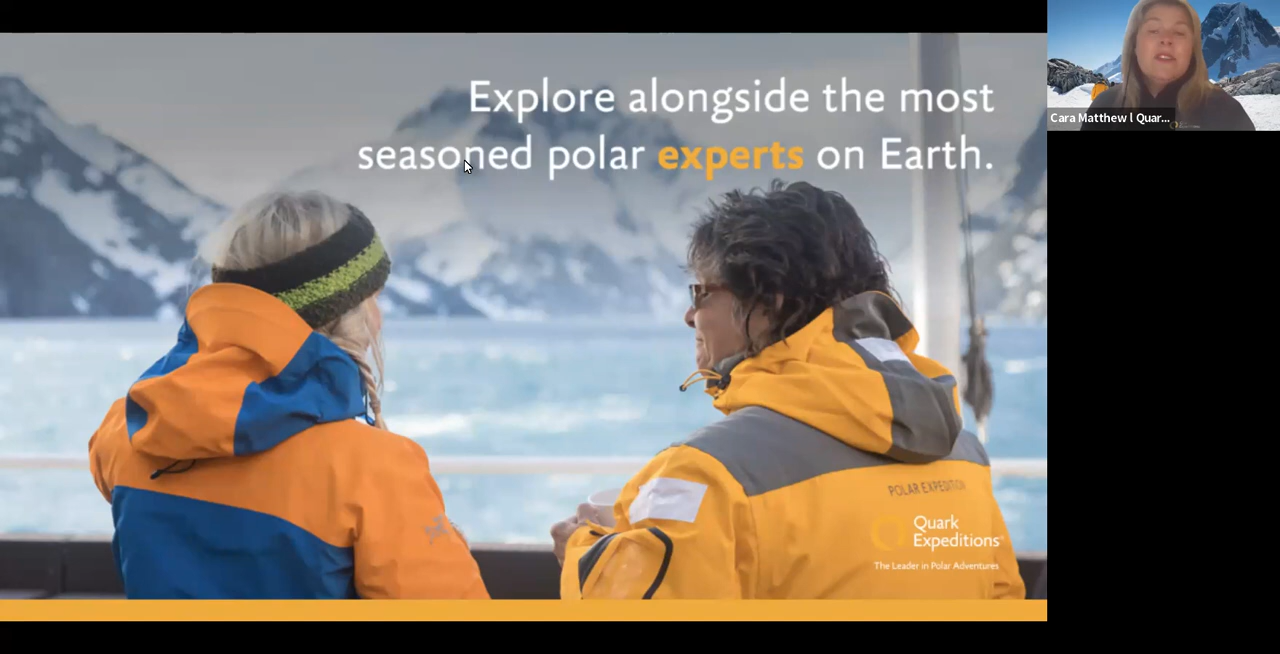 Explore alongside the most
seasoned polar experts on Earth.
Cara Matthew l Quar...
POLAR EXPEDITION
Quark
Expeditions
The Leader in Polar Adventures